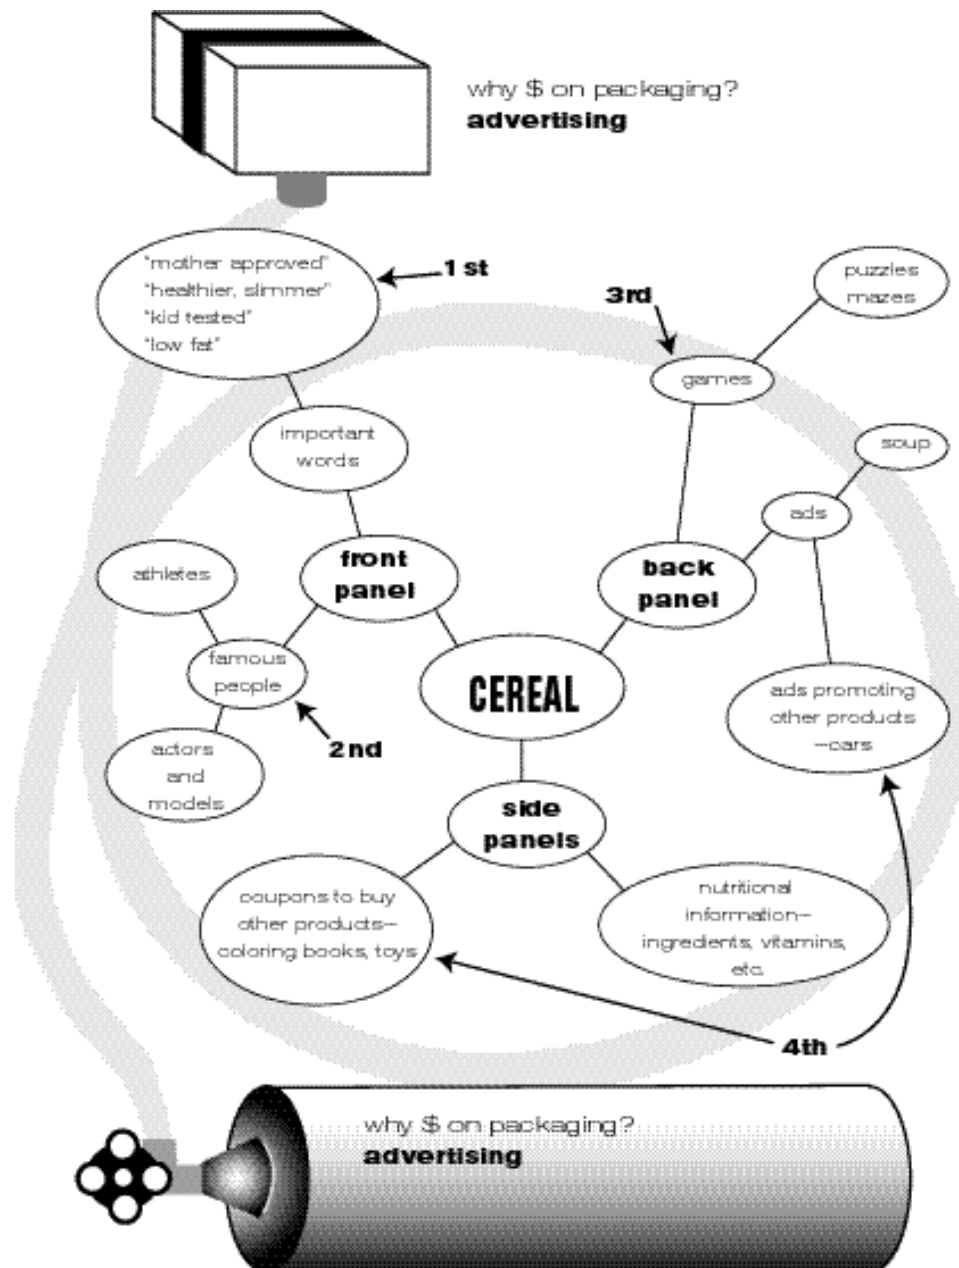 why $ on packaging?
advertising
"mother approved"
"healthier, slimmer"
"kid tested"
"low fat"
1st
important
words
front
panel
athletes
famous
people
2nd
actors
and
models
3rd
puzzles
mazes
games
soup
ads
back
panel
ads promoting
other products
--cars
CEREAL
side
panels
coupons to buy
other products--
coloring books, toys
nutritional
information--
ingredients, vitamins,
etc.
4th
why $ on packaging?
advertising